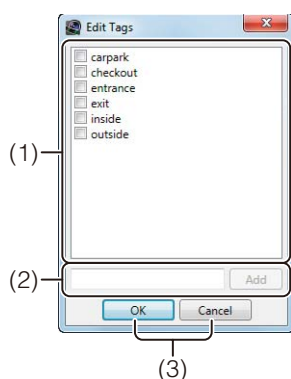 Edit Tags
carpark
checkout
entrance
exit
inside
outside
(1)
(2)
Add
OK Cancel
(3)